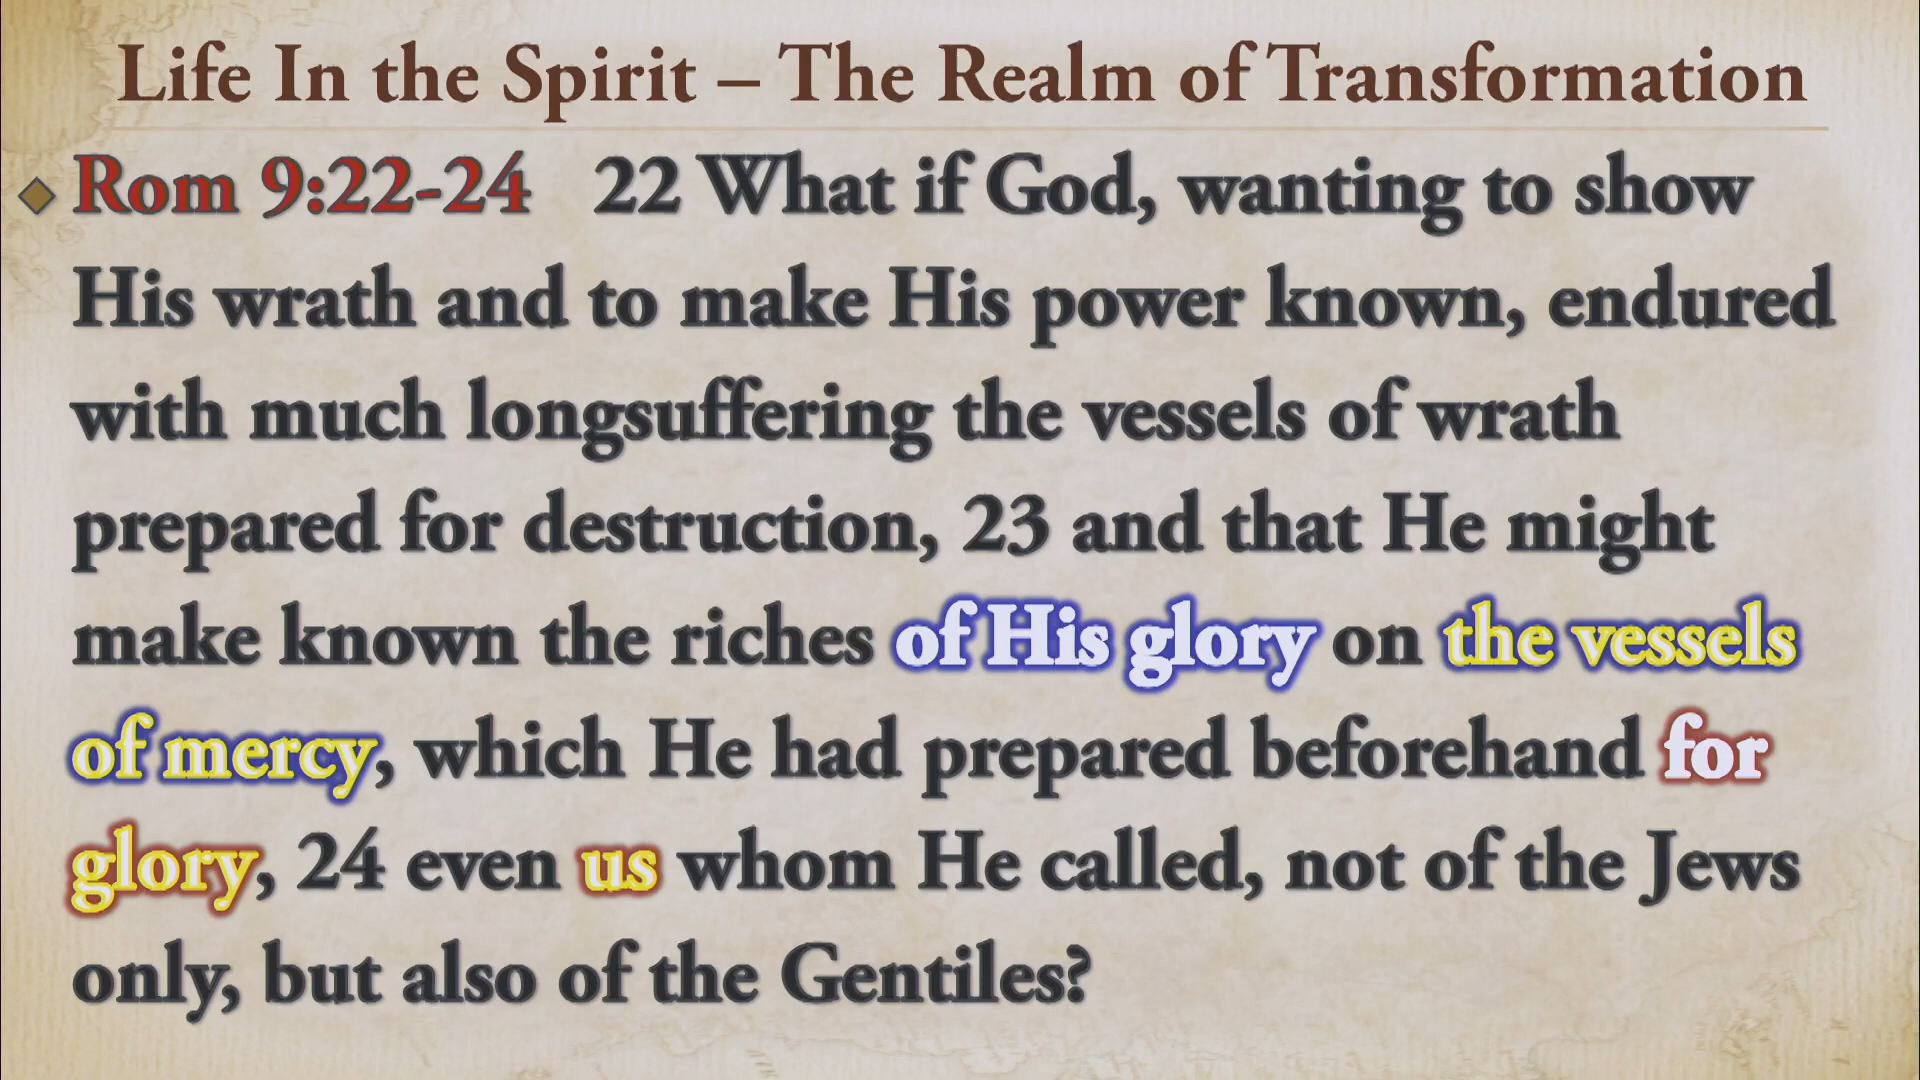 Life In the Spirit – The Realm of Transformation
Rom 9:22-24 22 What if God, wanting to show
His wrath and to make His power known, endured
with much longsuffering the vessels of wrath
prepared for destruction, 23 and that He might
make known the riches of His glory on the vessels
of mercy, which He had prepared beforehand for
glory, 24 even us whom He called, not of the Jews
only, but also of the Gentiles?